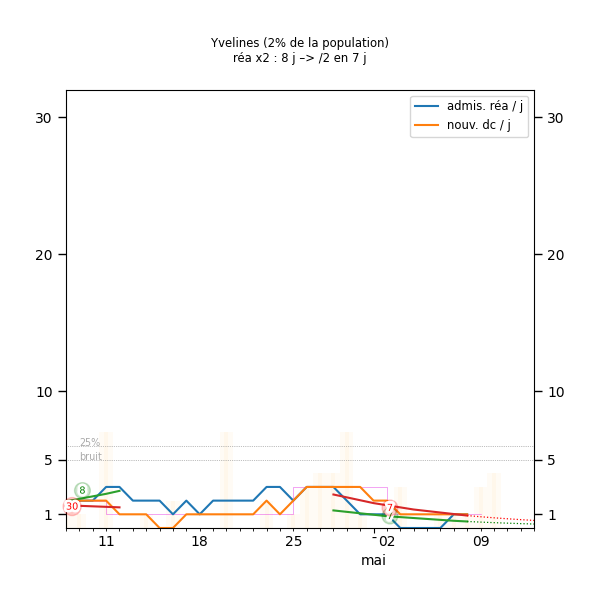 Yvelines (2% de la population)
réa x2 : 8 j –> /2 en 7 j
admis. réa / j
nouv. dc / j
30 30
20 20
10 10
25%
bruit
5 5
8
30
7
7
1 1
11 18 25 02 09
mai